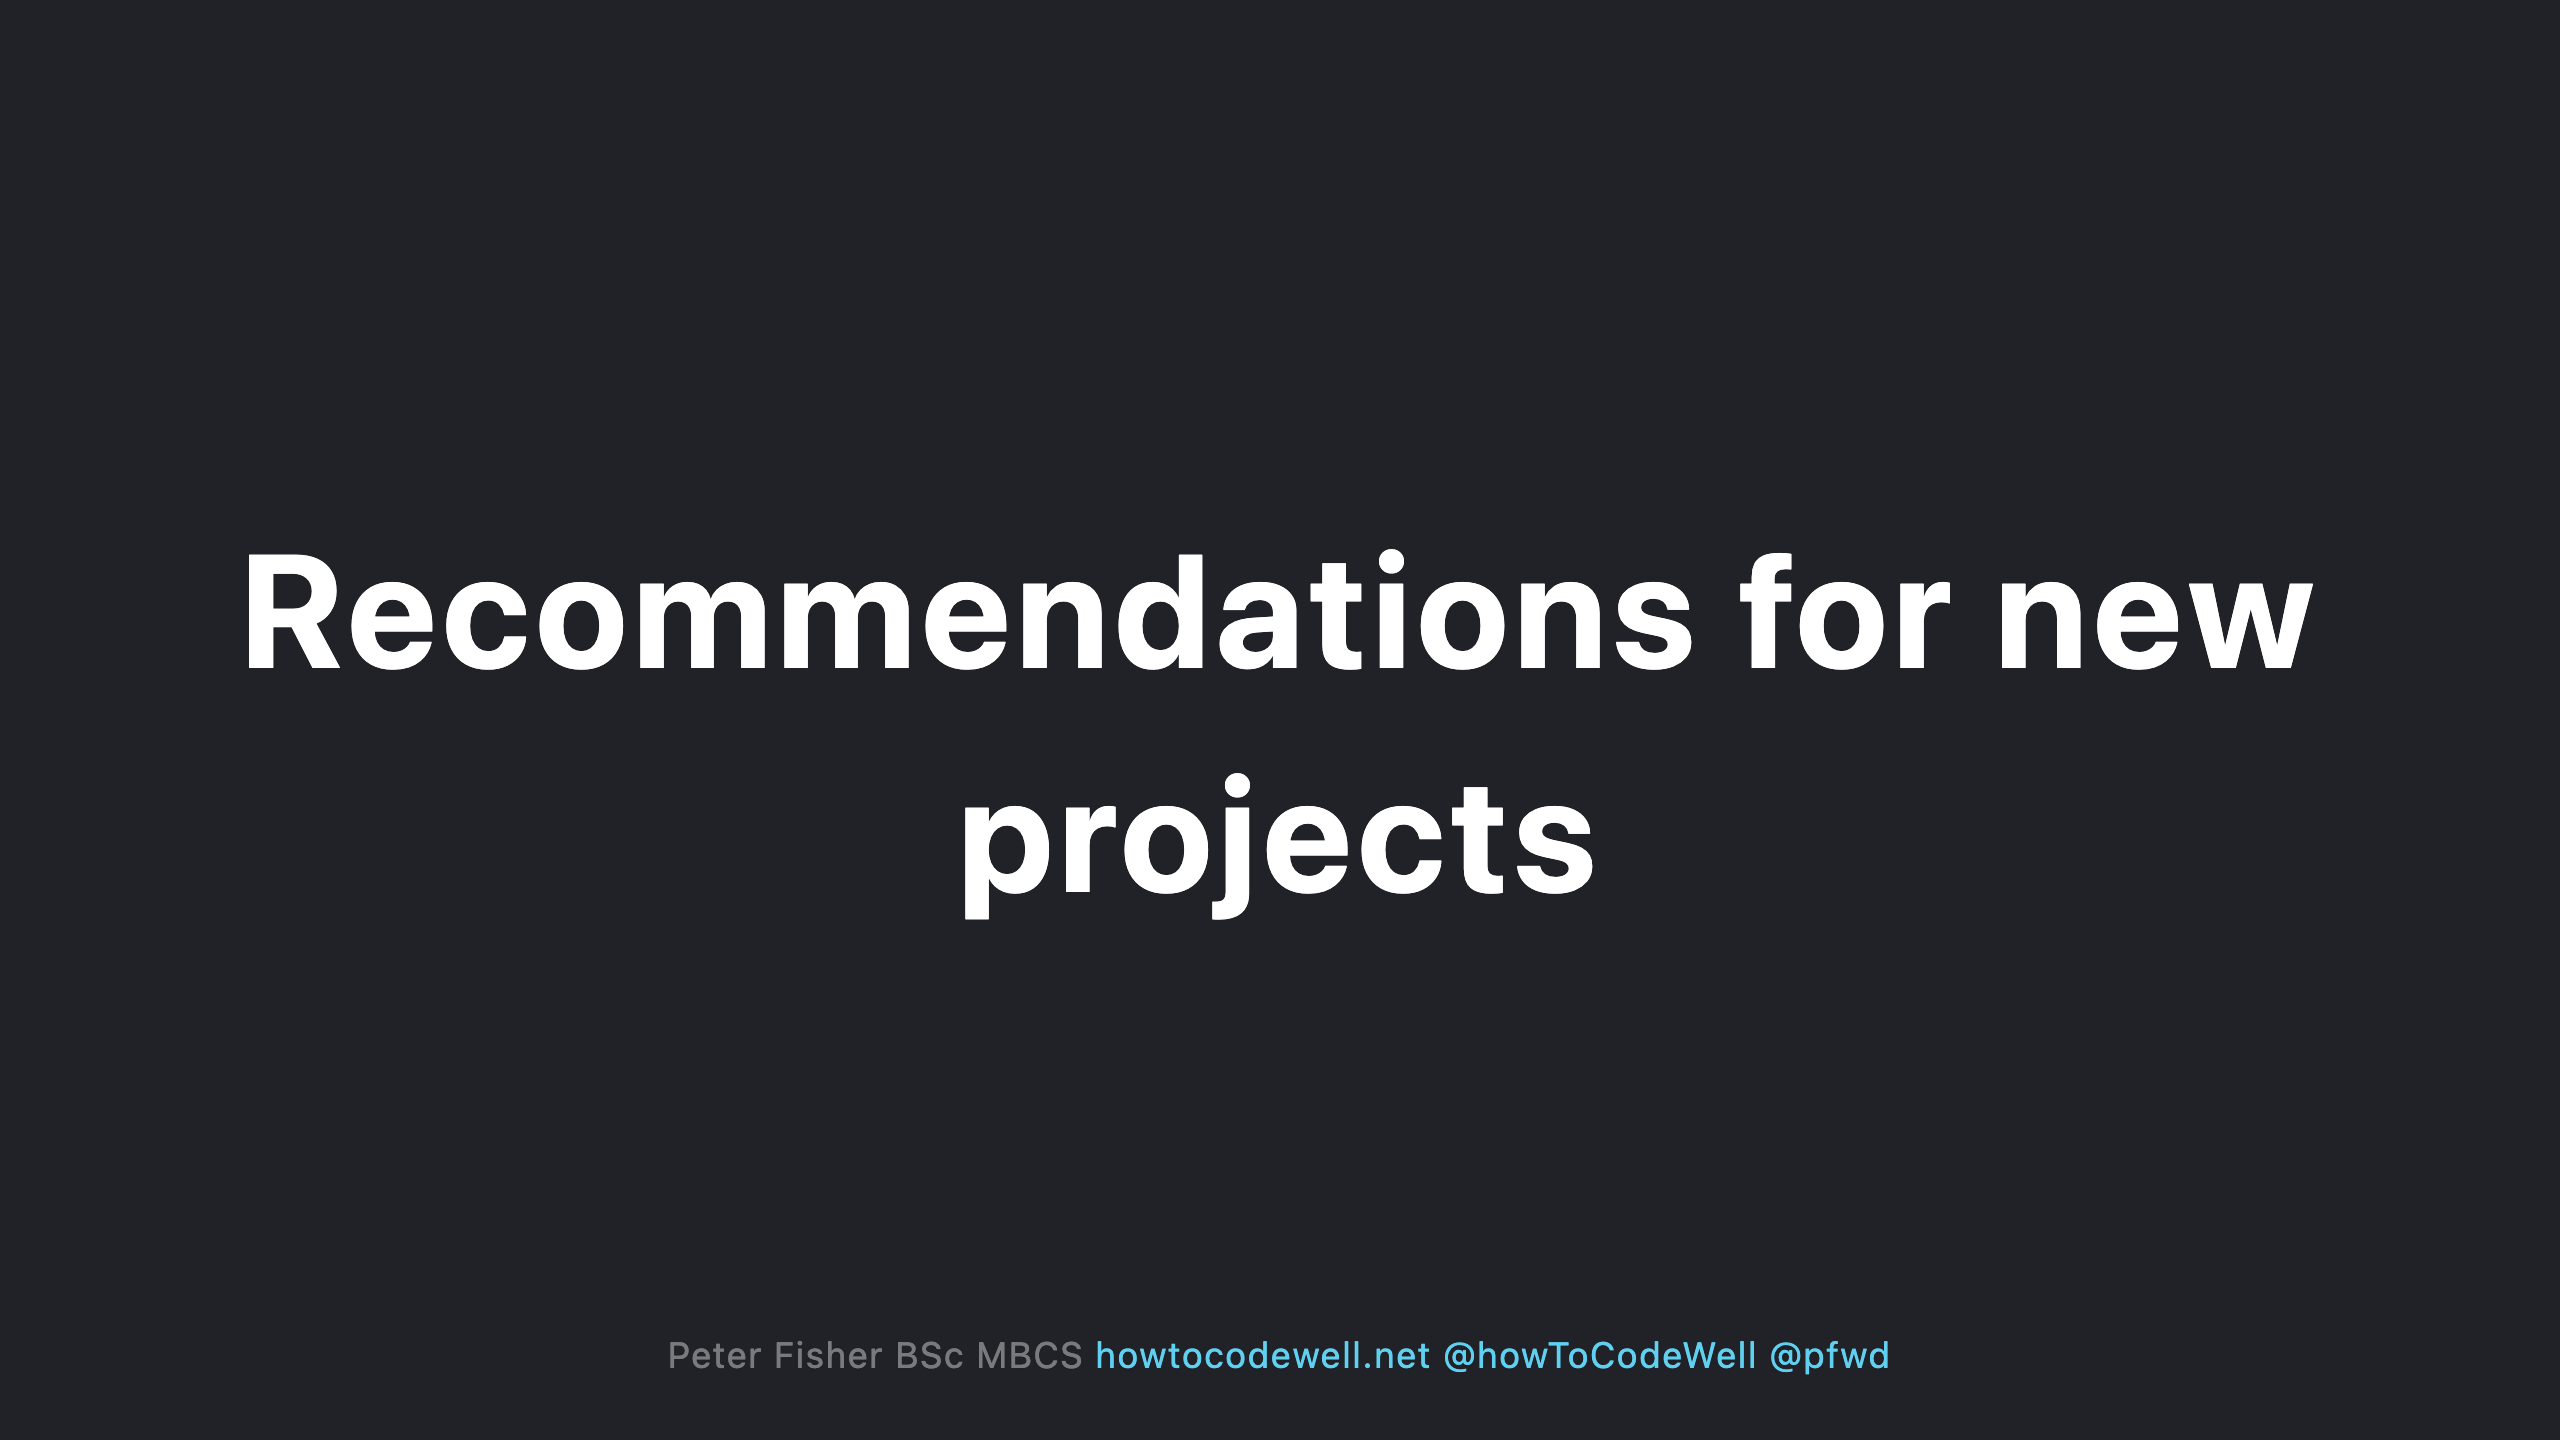 Recommendations for new
projects
Peter Fisher BSc MBCS howtocodewell.net @howToCodeWell @pfwd